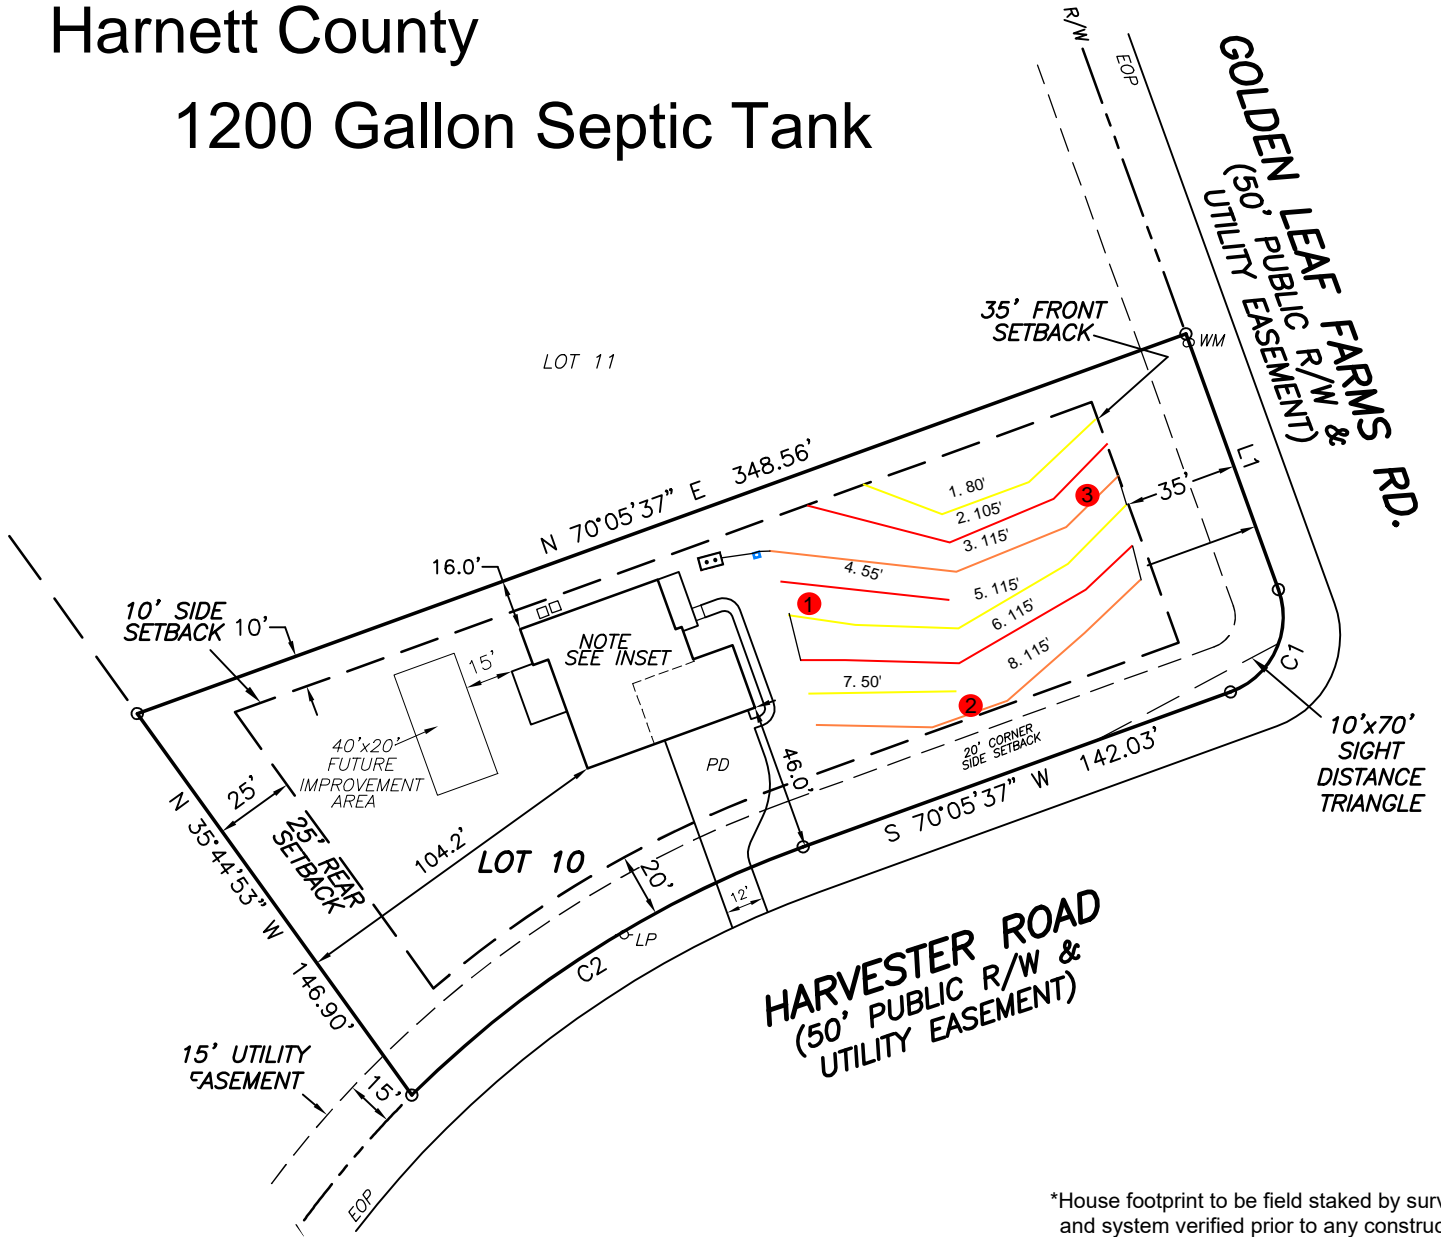 Harnett County
1200 Gallon Septic Tank
R/W
EOP
GOLDEN LEAF FARMS RD.
(50' PUBLIC R/W &
UTILITY EASEMENT)
35' FRONT
SETBACK
WM
LOT 11
N 70°05'37" E 348.56'
L1
35'
1. 80'
2. 105'
3. 115'
4. 55'
5. 115'
6. 115'
8. 115'
7. 50'
3
1
2
16.0'
10' SIDE
SETBACK
10'
NOTE
SEE INSET
15'
40'x20'
FUTURE
IMPROVEMENT
AREA
PD
46.0'
20' CORNER
SIDE SETBACK
C1
10'x70'
SIGHT
DISTANCE
TRIANGLE
S 70°05'37" W 142.03'
25'
25' REAR
SETBACK
N 35°44'53" W 146.90'
104.2'
LOT 10
20'
12'
LP
C2
HARVESTER ROAD
(50' PUBLIC R/W &
UTILITY EASEMENT)
15' UTILITY
EASEMENT
15'
EOP
*House footprint to be field staked by surv
and system verified prior to any construc